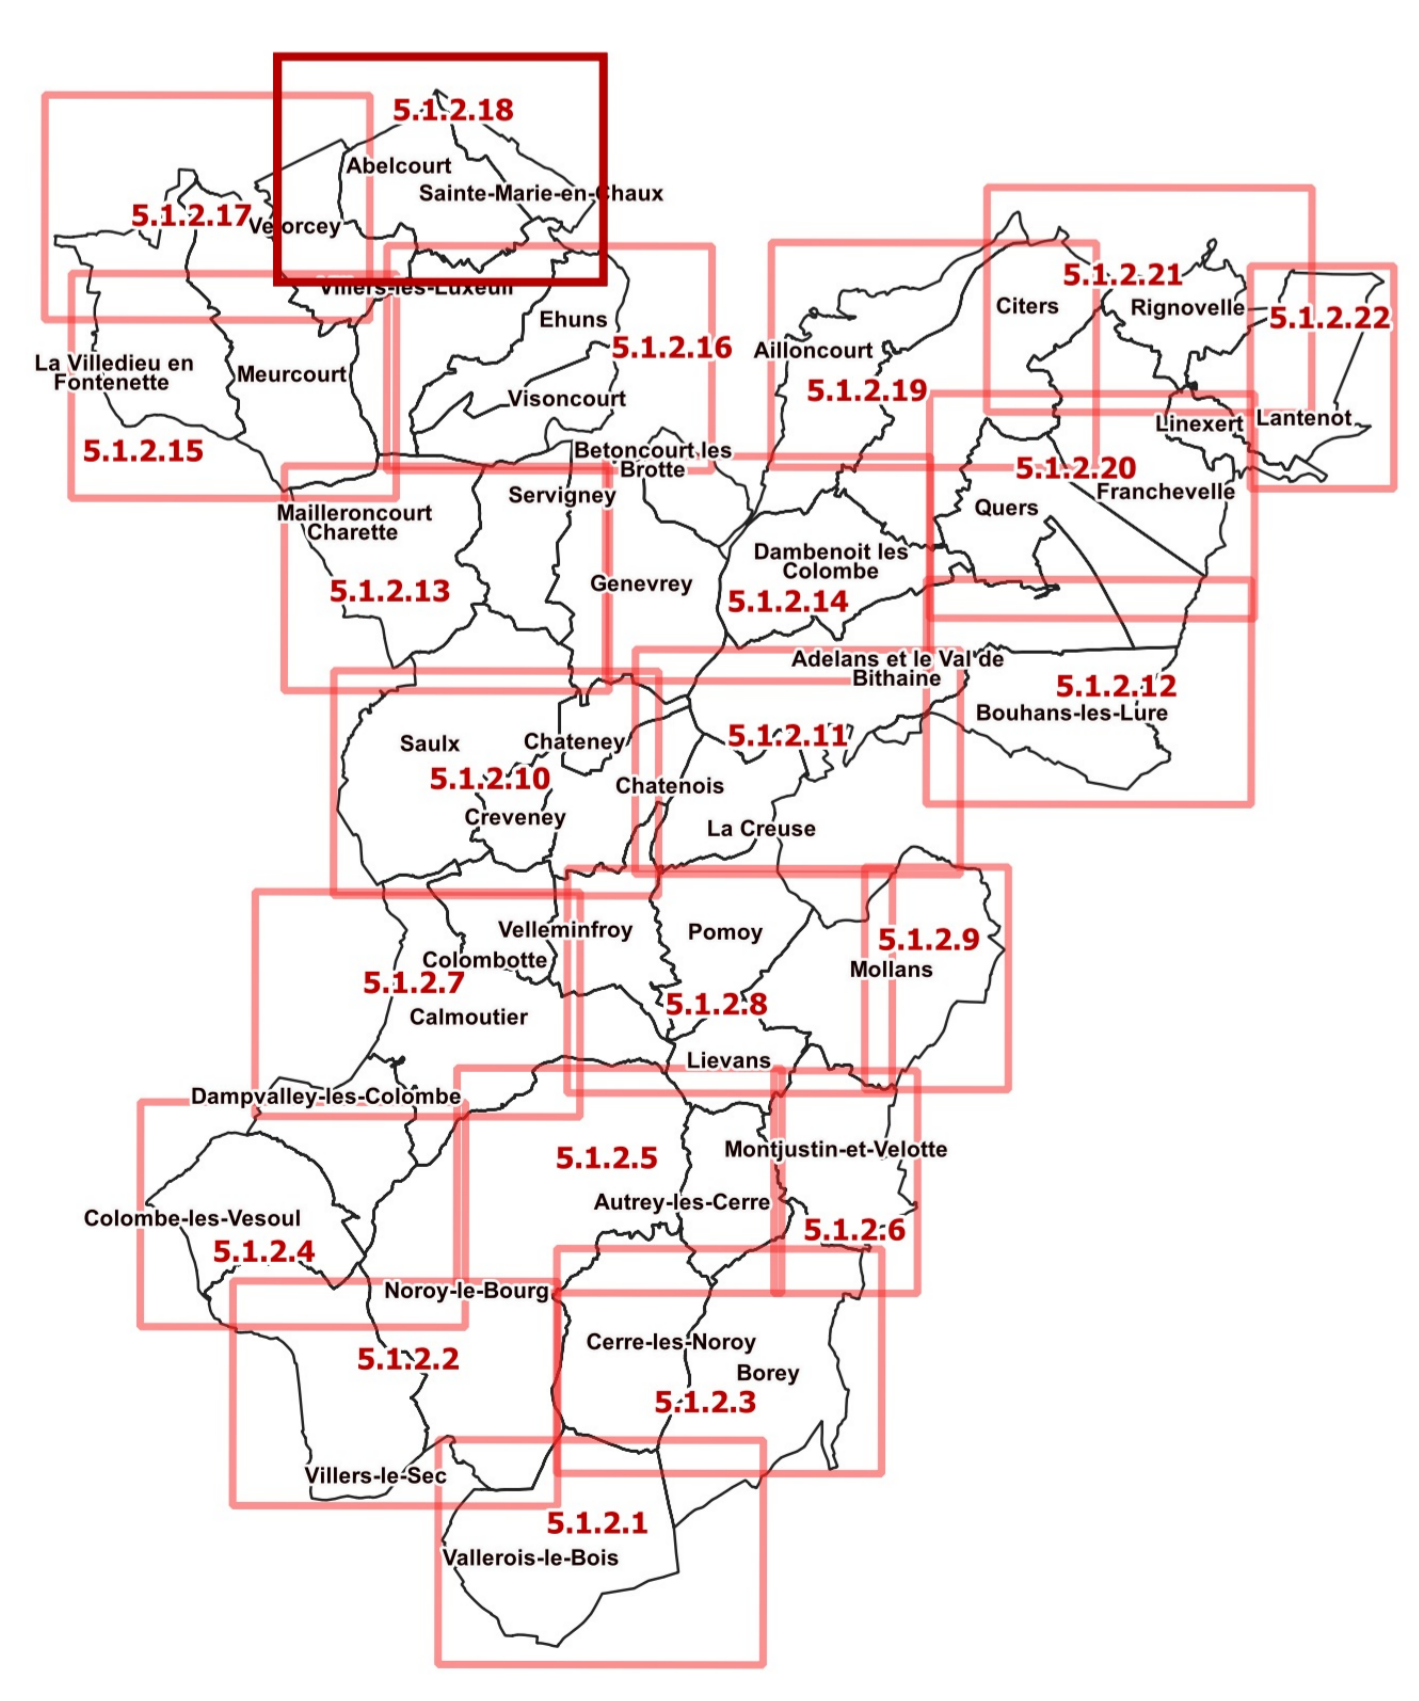 5.1.2.18
Abelcourt
Sainte-Marie-en-Chaux
5.1.2.17
Velorcey
Villers-les-Luxeuil
5.1.2.21
Citers
Rignovelle
5.1.2.22
Ehuns
5.1.2.16
Ailloncourt
La Villedieu en
Fontenette
Meurcourt
5.1.2.19
Visoncourt
Linexert
Lantenot
5.1.2.15
Betoncourt les
Brotte
5.1.2.20
Servigney
Franchevelle
Mailleroncourt
Charette
Quers
Dambenoit les
Colombe
Genevrey
5.1.2.13
5.1.2.14
Adelans et le Val de
Bithaine
5.1.2.12
Bouhans-les-Lure
Saulx
Chateney
5.1.2.11
5.1.2.10
Chatenois
Creveney
La Creuse
Velleminfroy
Pomoy
5.1.2.9
Colombotte
Mollans
5.1.2.7
5.1.2.8
Calmoutier
Lievans
Dampvalley-les-Colombe
Montjustin-et-Velotte
5.1.2.5
Autrey-les-Cerre
Colombe-les-Vesoul
5.1.2.6
5.1.2.4
Noroy-le-Bourg
Cerre-les-Noroy
5.1.2.2
Borey
5.1.2.3
Villers-le-Sec
5.1.2.1
Vallerois-le-Bois